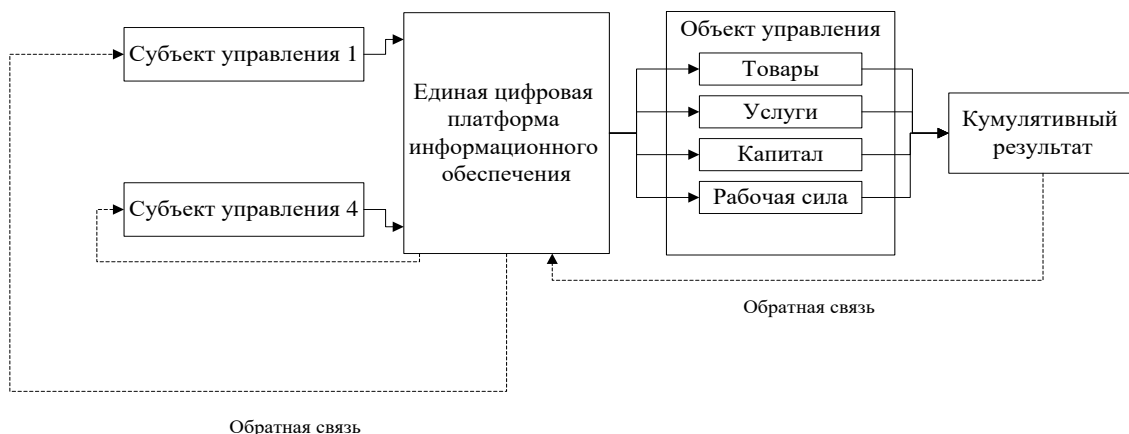 Субъект управления 1
Субъект управления 4
Единая цифровая
платформа
информационного
обеспечения
Объект управления
Товары
Услуги
Капитал
Рабочая сила
Кумулятивный
результат
Обратная связь
Обратная связь